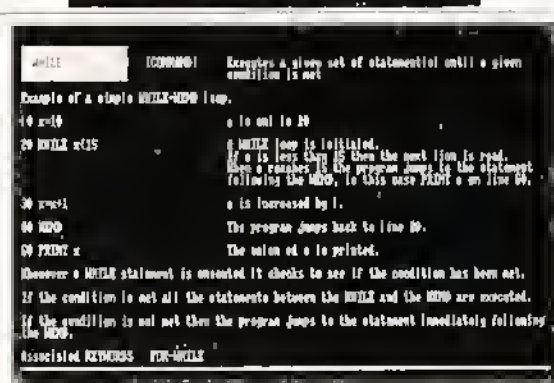 WHILE [COMMAND] Executes a given set of statement(s) until a given
condition is met
Example of a simple WHILE-WEND loop.
10 x=10 x is set to 10
20 WHILE x<15 A WHILE loop is initiated.
If x is less than 15 then the next line is read.
When x reaches 15 the program jumps to the statement
following the WEND, in this case PRINT x on line
30 x=x+1 x is increased by 1.
WEND The program jumps back to line
PRINT x The value of x is printed.
Whenever a WHILE statement is executed it checks to see if the condition has been met.
If the condition is met all the statements between the WHILE and the WEND are executed.
If the condition is not met then the program jumps to the statement immediately following
the WEND.
Associated KEYWORDS FOR-WHILE